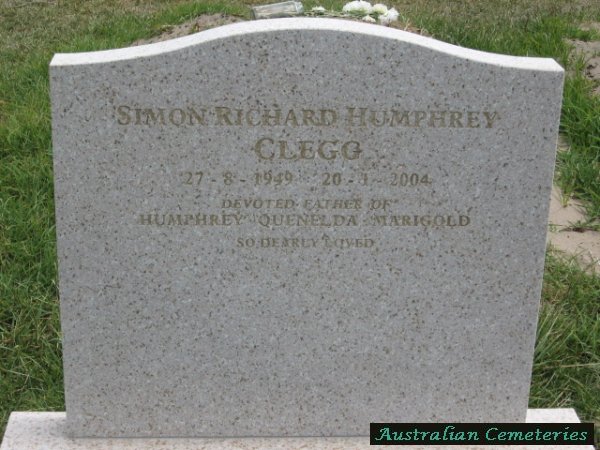 SIMON RICHARD HUMPHREY
CLEGG
27 - 8 - 1949   20 - 1 - 2004
DEVOTED FATHER OF
HUMPHREY QUENELDA MARIGOLD
SO DEARLY LOVED
Australian Cemeteries